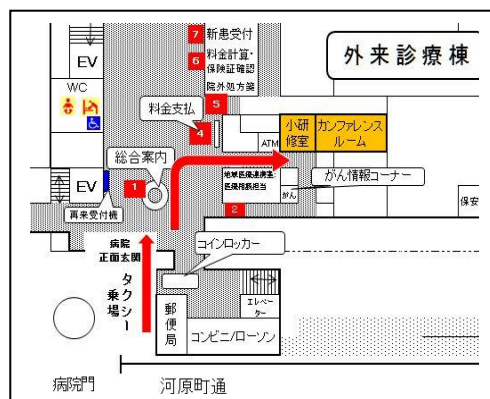 7 新患受付
外来診療棟
6 料金計算・
保険証確認
院外処方箋
EV
WC
5
料金支払
4
ATM
小研
修室
カンファレンス
ルーム
総合案内
1
地域医療連携室・
医療相談担当
がん情報コーナー
がん
EV
再来受付機
2
保安
病院
正面玄関
コインロッカー
タクシー
乗場
郵便局
エレベーター
コンビニ/ローソン
病院門
河原町通